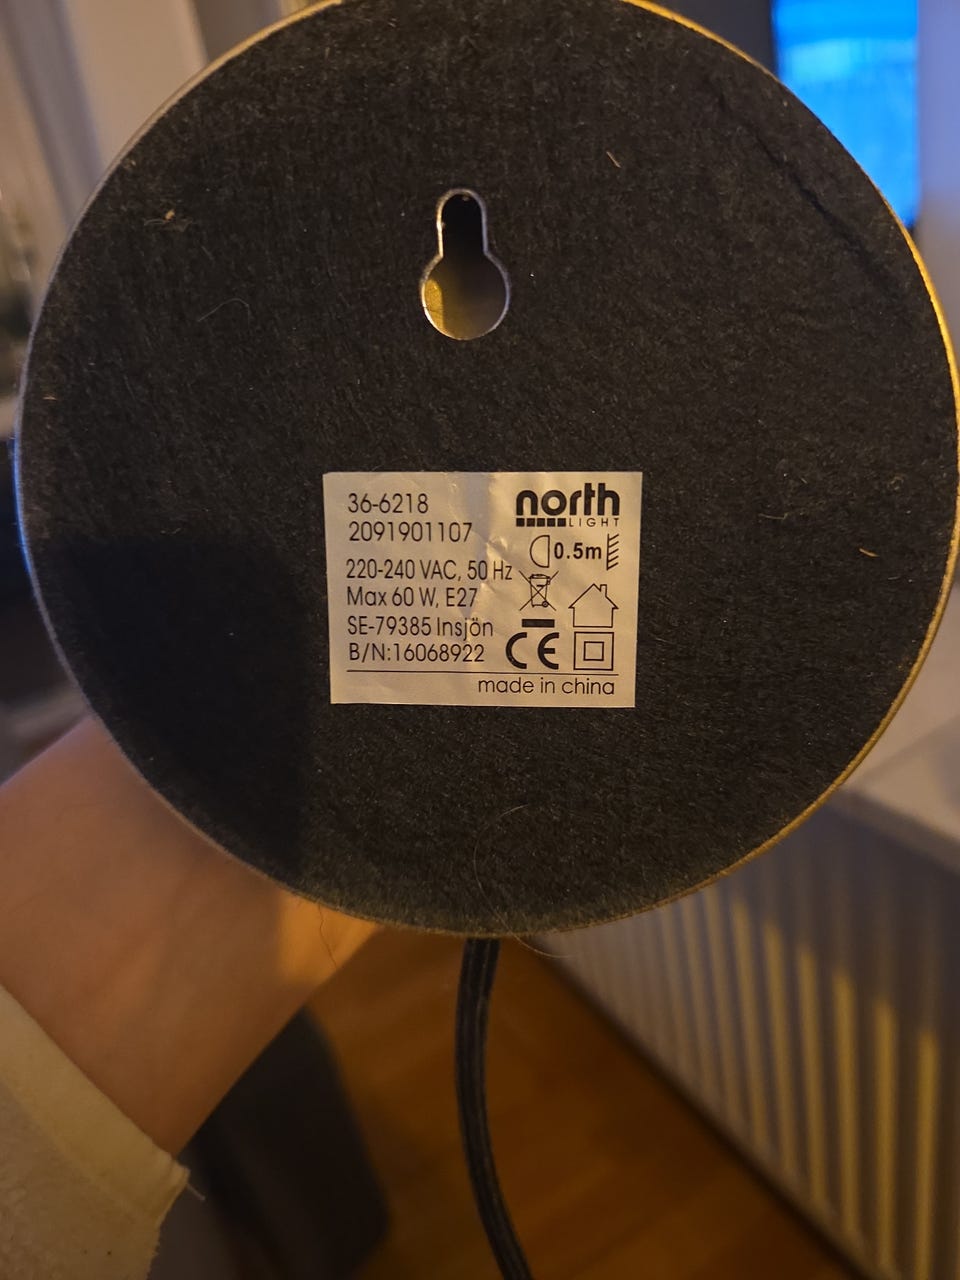 36-6218
2091901107
north
LIGHT
0.5m
220-240 VAC, 50 Hz
Max 60 W, E27
SE-79385 Insjön
B/N:16068922
CE
made in china